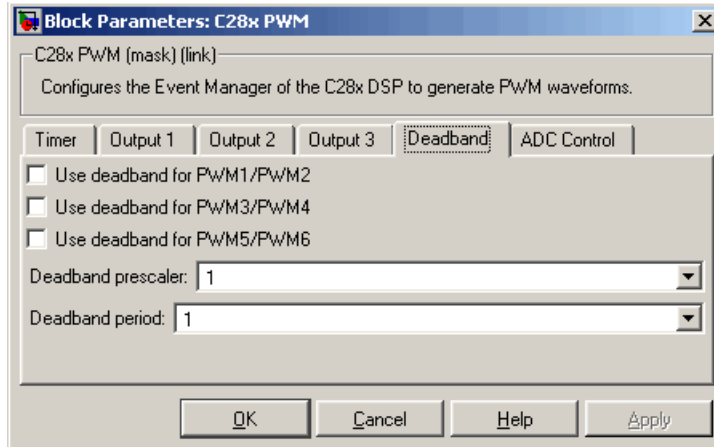 Block Parameters: C28x PWM
C28x PWM (mask) (link)
Configures the Event Manager of the C28x DSP to generate PWM waveforms.
Timer Output 1 Output 2 Output 3 Deadband ADC Control
Use deadband for PWM1/PWM2
Use deadband for PWM3/PWM4
Use deadband for PWM5/PWM6
Deadband prescaler: 1
Deadband period: 1
OK Cancel Help Apply